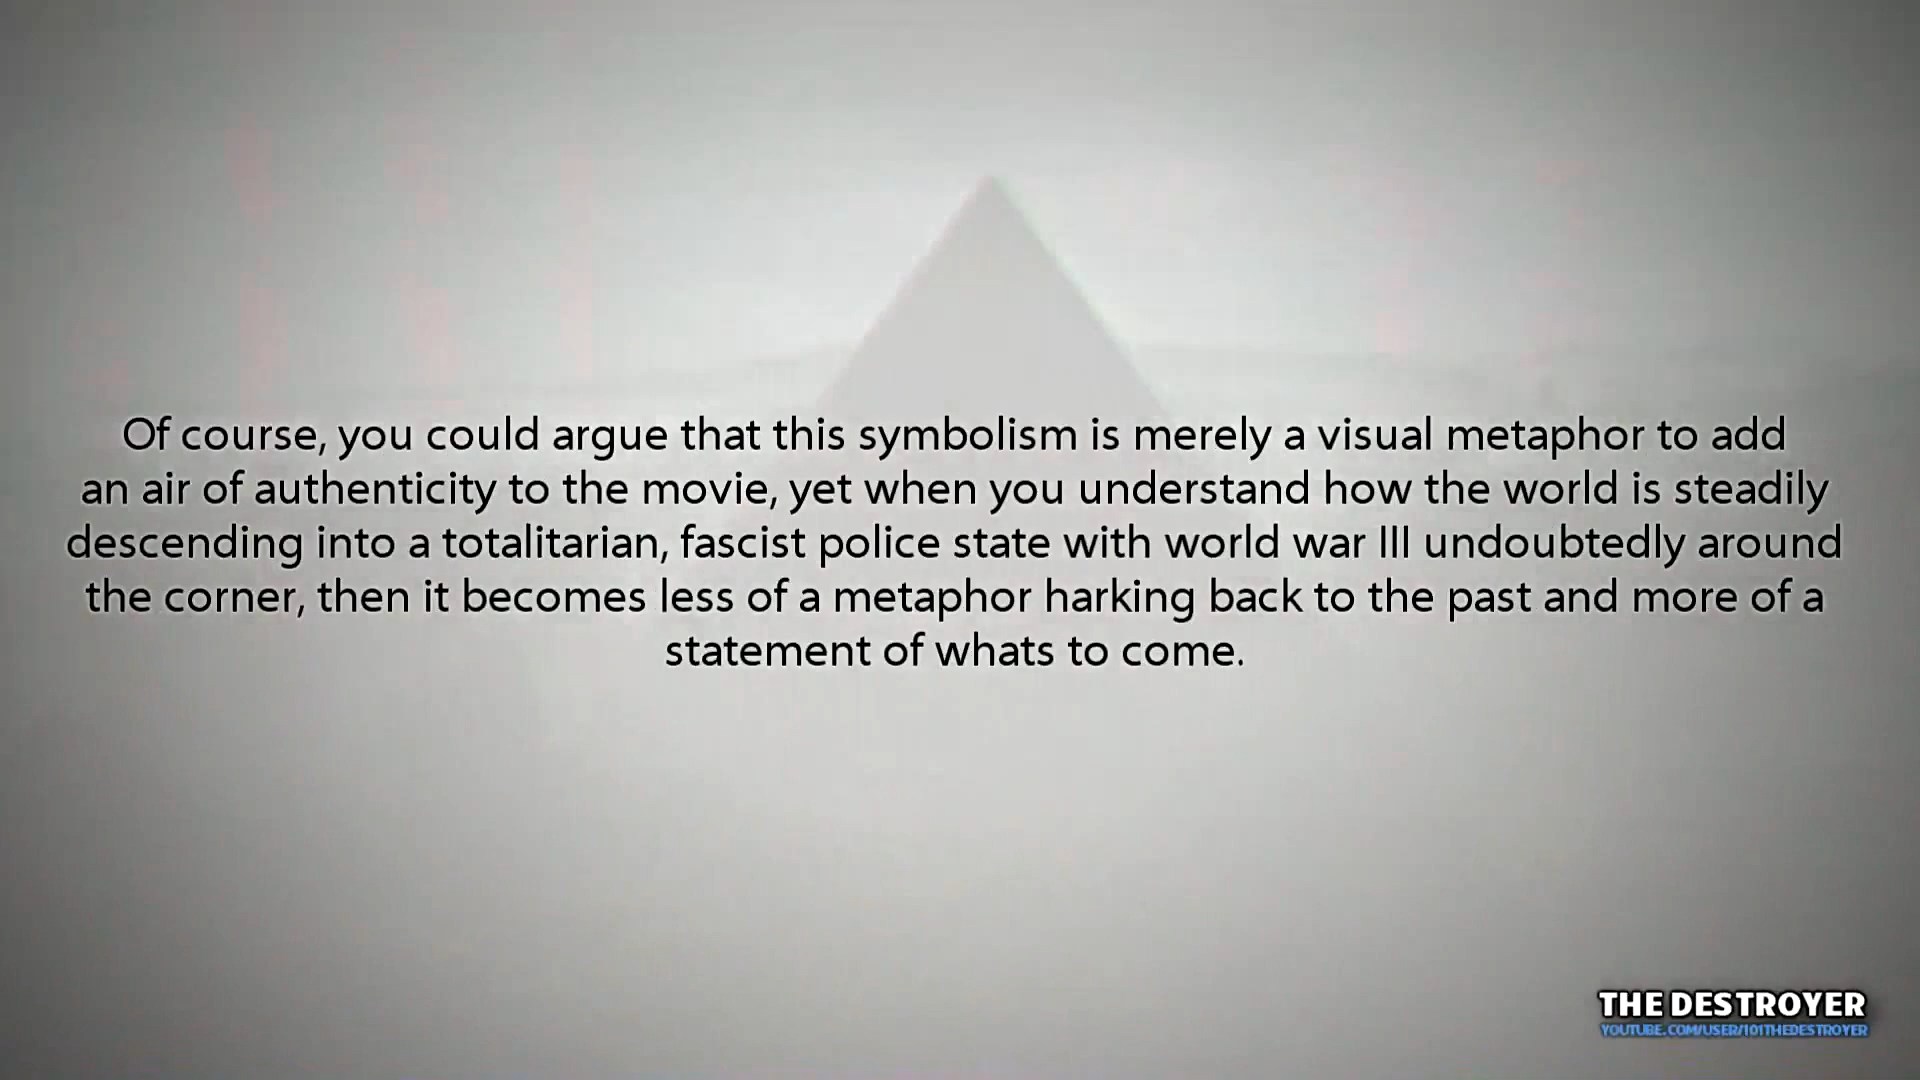 Of course, you could argue that this symbolism is merely a visual metaphor to add
an air of authenticity to the movie, yet when you understand how the world is steadily
descending into a totalitarian, fascist police state with world war III undoubtedly around
the corner, then it becomes less of a metaphor harking back to the past and more of a
statement of whats to come.
THE DESTROYER
YOUTUBE.COM/USER/101THEDESTROYER